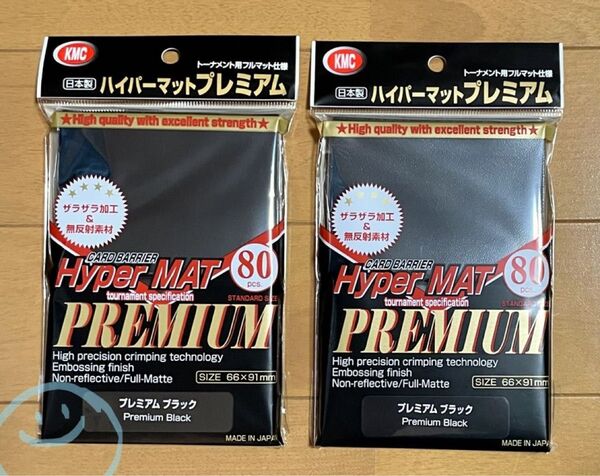 KMC
トーナメント用フルマット仕様
日本製 ハイパーマットプレミアム
★High quality with excellent strength★
ザラザラ加工
&
無反射素材
CARD BARRIER
Hyper MAT
80
pcs.
tournament specification
STANDARD SIZE
PREMIUM
High precision crimping technology
Embossing finish
Non-reflective/Full-Matte
SIZE 66×91mm
プレミアム ブラック
Premium Black
MADE IN JAPAN
KMC
トーナメント用フルマット仕様
日本製 ハイパーマットプレミアム
★High quality with excellent strength★
ザラザラ加工
&
無反射素材
CARD BARRIER
Hyper MAT
80
pcs.
tournament specification
STANDARD SIZE
PREMIUM
High precision crimping technology
Embossing finish
Non-reflective/Full-Matte
SIZE 66×91mm
プレミアム ブラック
Premium Black
MADE IN JAPAN